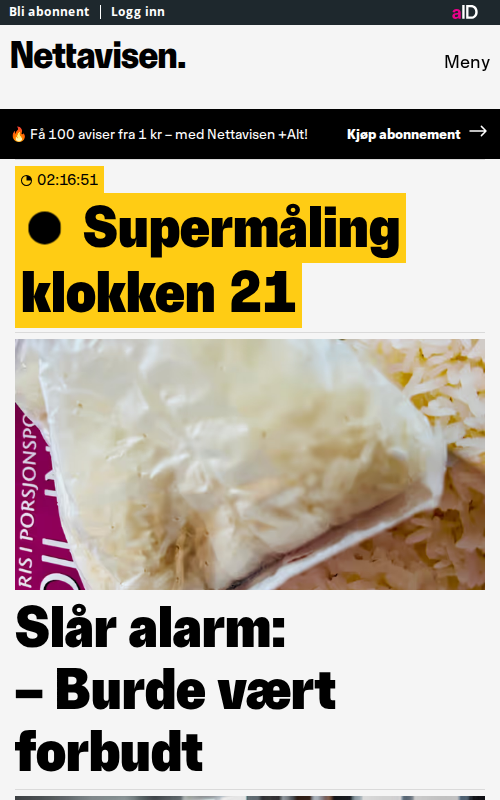 Bli abonnent | Logg inn
aID
Nettavisen.
Meny
🔥 Få 100 aviser fra 1 kr – med Nettavisen +Alt!
Kjøp abonnement →
02:16:51
Supermåling
klokken 21
RIS I PORSJONSPO
Slår alarm:
– Burde vært
forbudt